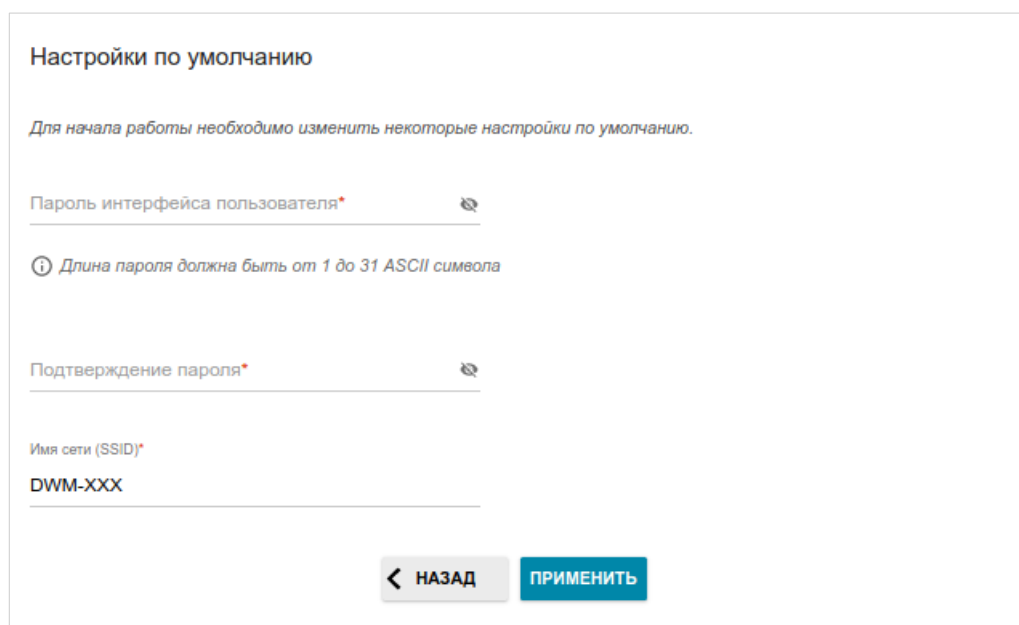 Настройки по умолчанию
Для начала работы необходимо изменить некоторые настройки по умолчанию.
Пароль интерфейса пользователя*
Длина пароля должна быть от 1 до 31 ASCII символа
Подтверждение пароля*
Имя сети (SSID)*
DWM-XXX
НАЗАД ПРИМЕНИТЬ